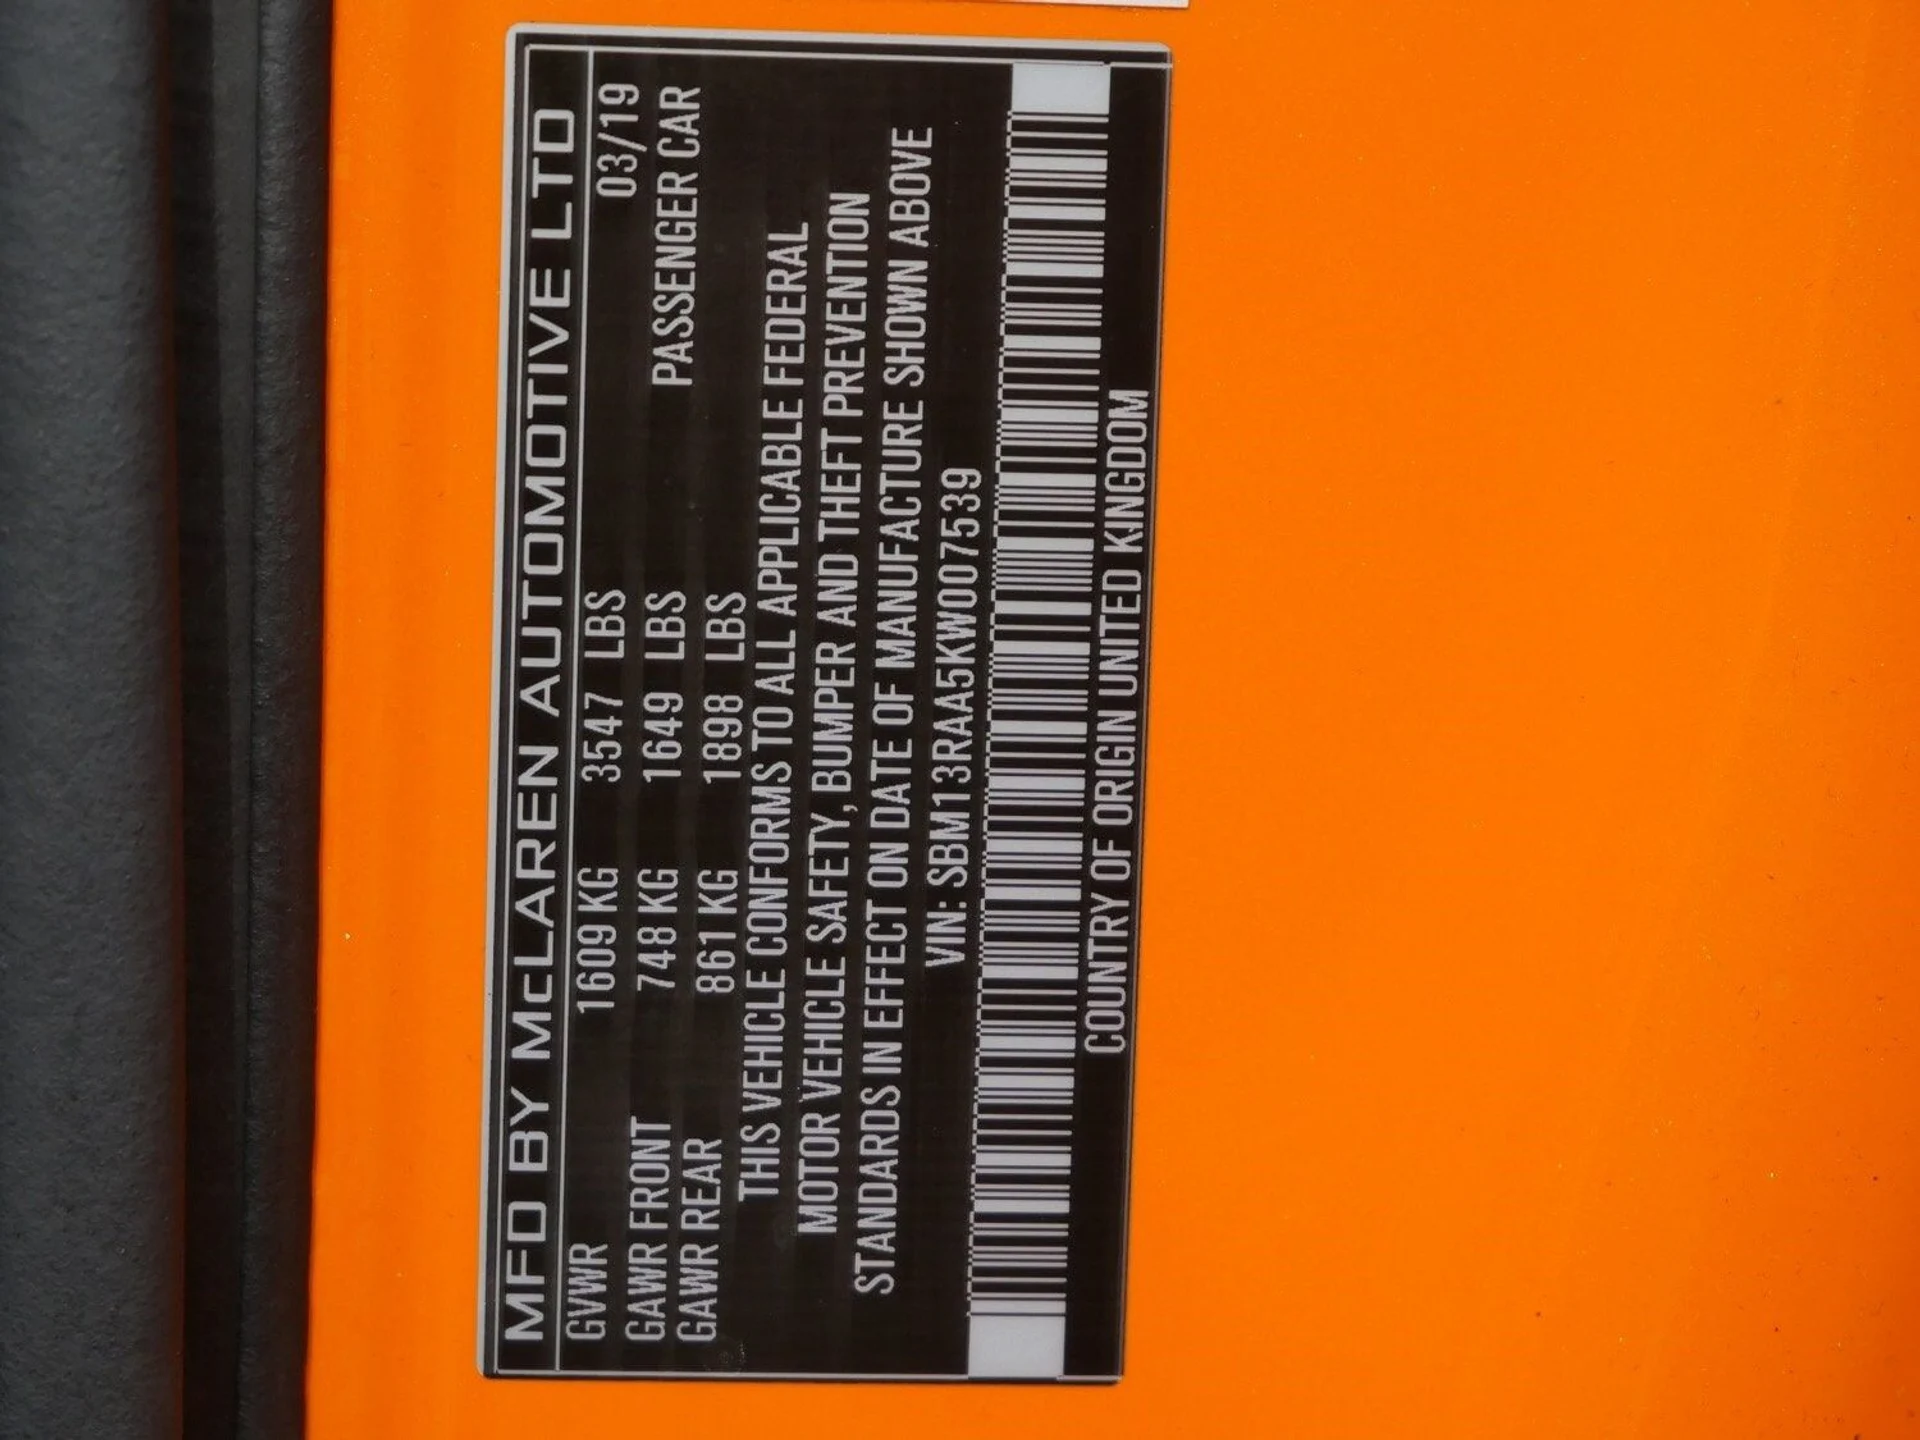 MFD BY McLAREN AUTOMOTIVE LTD
GVWR 1609 KG 3547 LBS 03/19
GAWR FRONT 748 KG 1649 LBS PASSENGER CAR
GAWR REAR 861 KG 1898 LBS
THIS VEHICLE CONFORMS TO ALL APPLICABLE FEDERAL
MOTOR VEHICLE SAFETY, BUMPER AND THEFT PREVENTION
STANDARDS IN EFFECT ON DATE OF MANUFACTURE SHOWN ABOVE
VIN: SBM13RAA5KW007539
COUNTRY OF ORIGIN UNITED KINGDOM